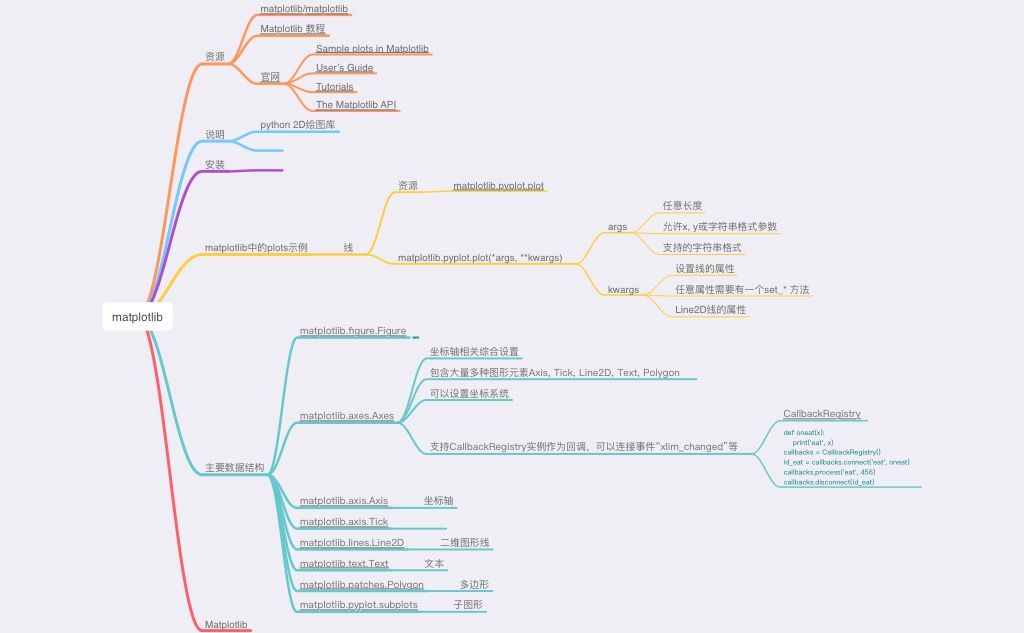 matplotlib
资源
matplotlib/matplotlib
Matplotlib 教程
官网
Sample plots in Matplotlib
User's Guide
Tutorials
The Matplotlib API
说明
python 2D绘图库
安装
matplotlib中的plots示例
线
资源
matplotlib.pyplot.plot
matplotlib.pyplot.plot(*args, **kwargs)
args
任意长度
允许x, y或字符串格式参数
支持的字符串格式
kwargs
设置线的属性
任意属性需要有一个set_* 方法
Line2D线的属性
主要数据结构
matplotlib.figure.Figure
matplotlib.axes.Axes
坐标轴相关综合设置
包含大量多种图形元素Axis, Tick, Line2D, Text, Polygon
可以设置坐标系统
支持CallbackRegistry实例作为回调，可以连接事件“xlim_changed”等
CallbackRegistry
def oneat(x):
print('eat', x)
callbacks = CallbackRegistry()
id_eat = callbacks.connect('eat', oneat)
callbacks.process('eat', 456)
callbacks.disconnect(id_eat)
matplotlib.axis.Axis
坐标轴
matplotlib.axis.Tick
matplotlib.lines.Line2D
二维图形线
matplotlib.text.Text
文本
matplotlib.patches.Polygon
多边形
matplotlib.pyplot.subplots
子图形
Matplotlib